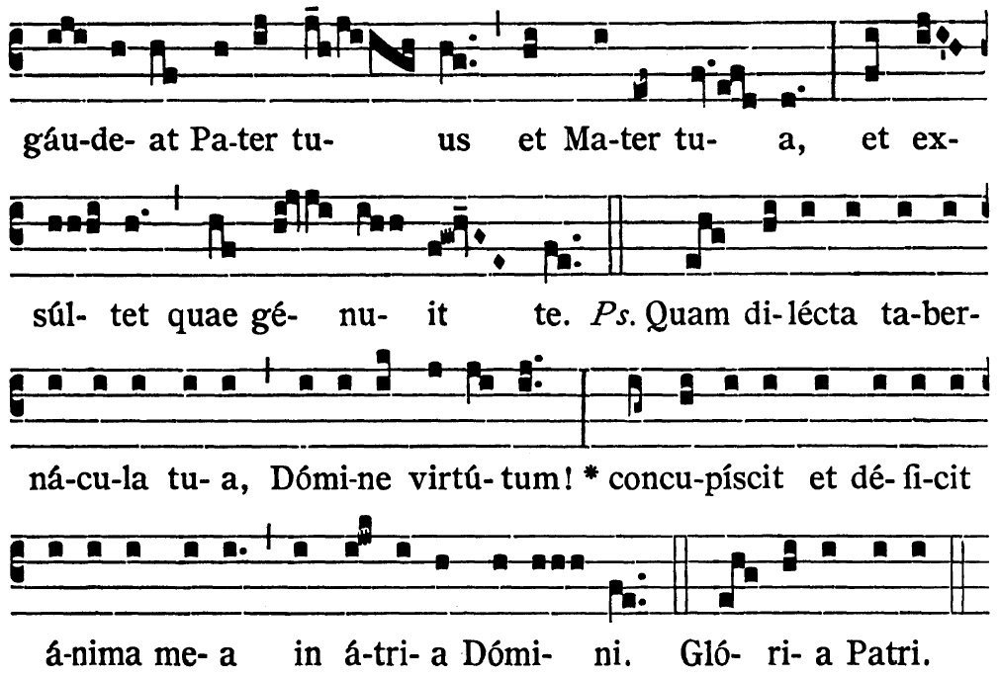 gáu-de- at Pa-ter tu- us et Ma-ter tu- a, et ex-
súl- tet quae gé- nu- it te. Ps. Quam di-lécta ta-ber-
ná-cu-la tu- a, Dómi-ne virtú-tum! * concu-píscit et dé-fi-cit
á-nima me- a in á-tri- a Dómi- ni. Gló- ri- a Patri.